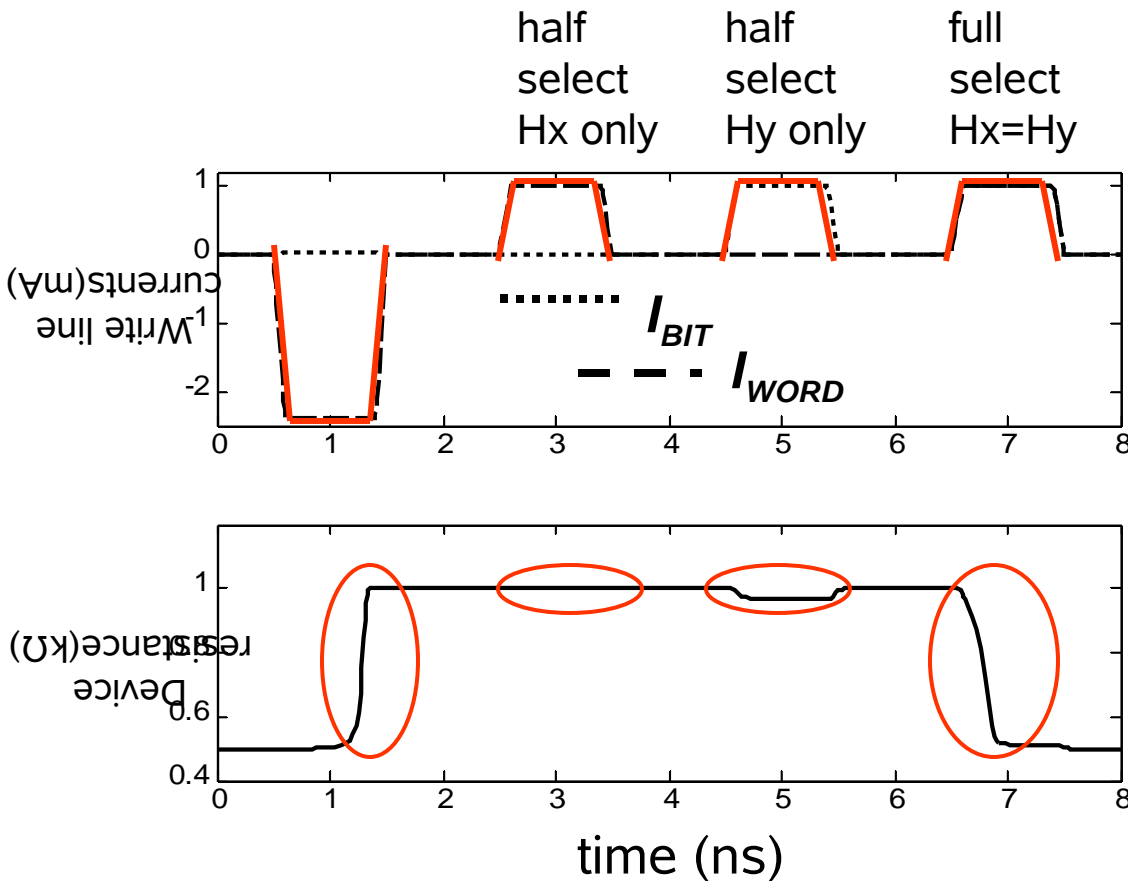 half
select
Hx only
half
select
Hy only
full
select
Hx=Hy
1
0
-1
-2
Write line
currents(mA)
I_BIT
I_WORD
0 1 2 3 4 5 6 7 8
1
0.6
0.4
Device
resistance(kΩ)
0 1 2 3 4 5 6 7 8
time (ns)